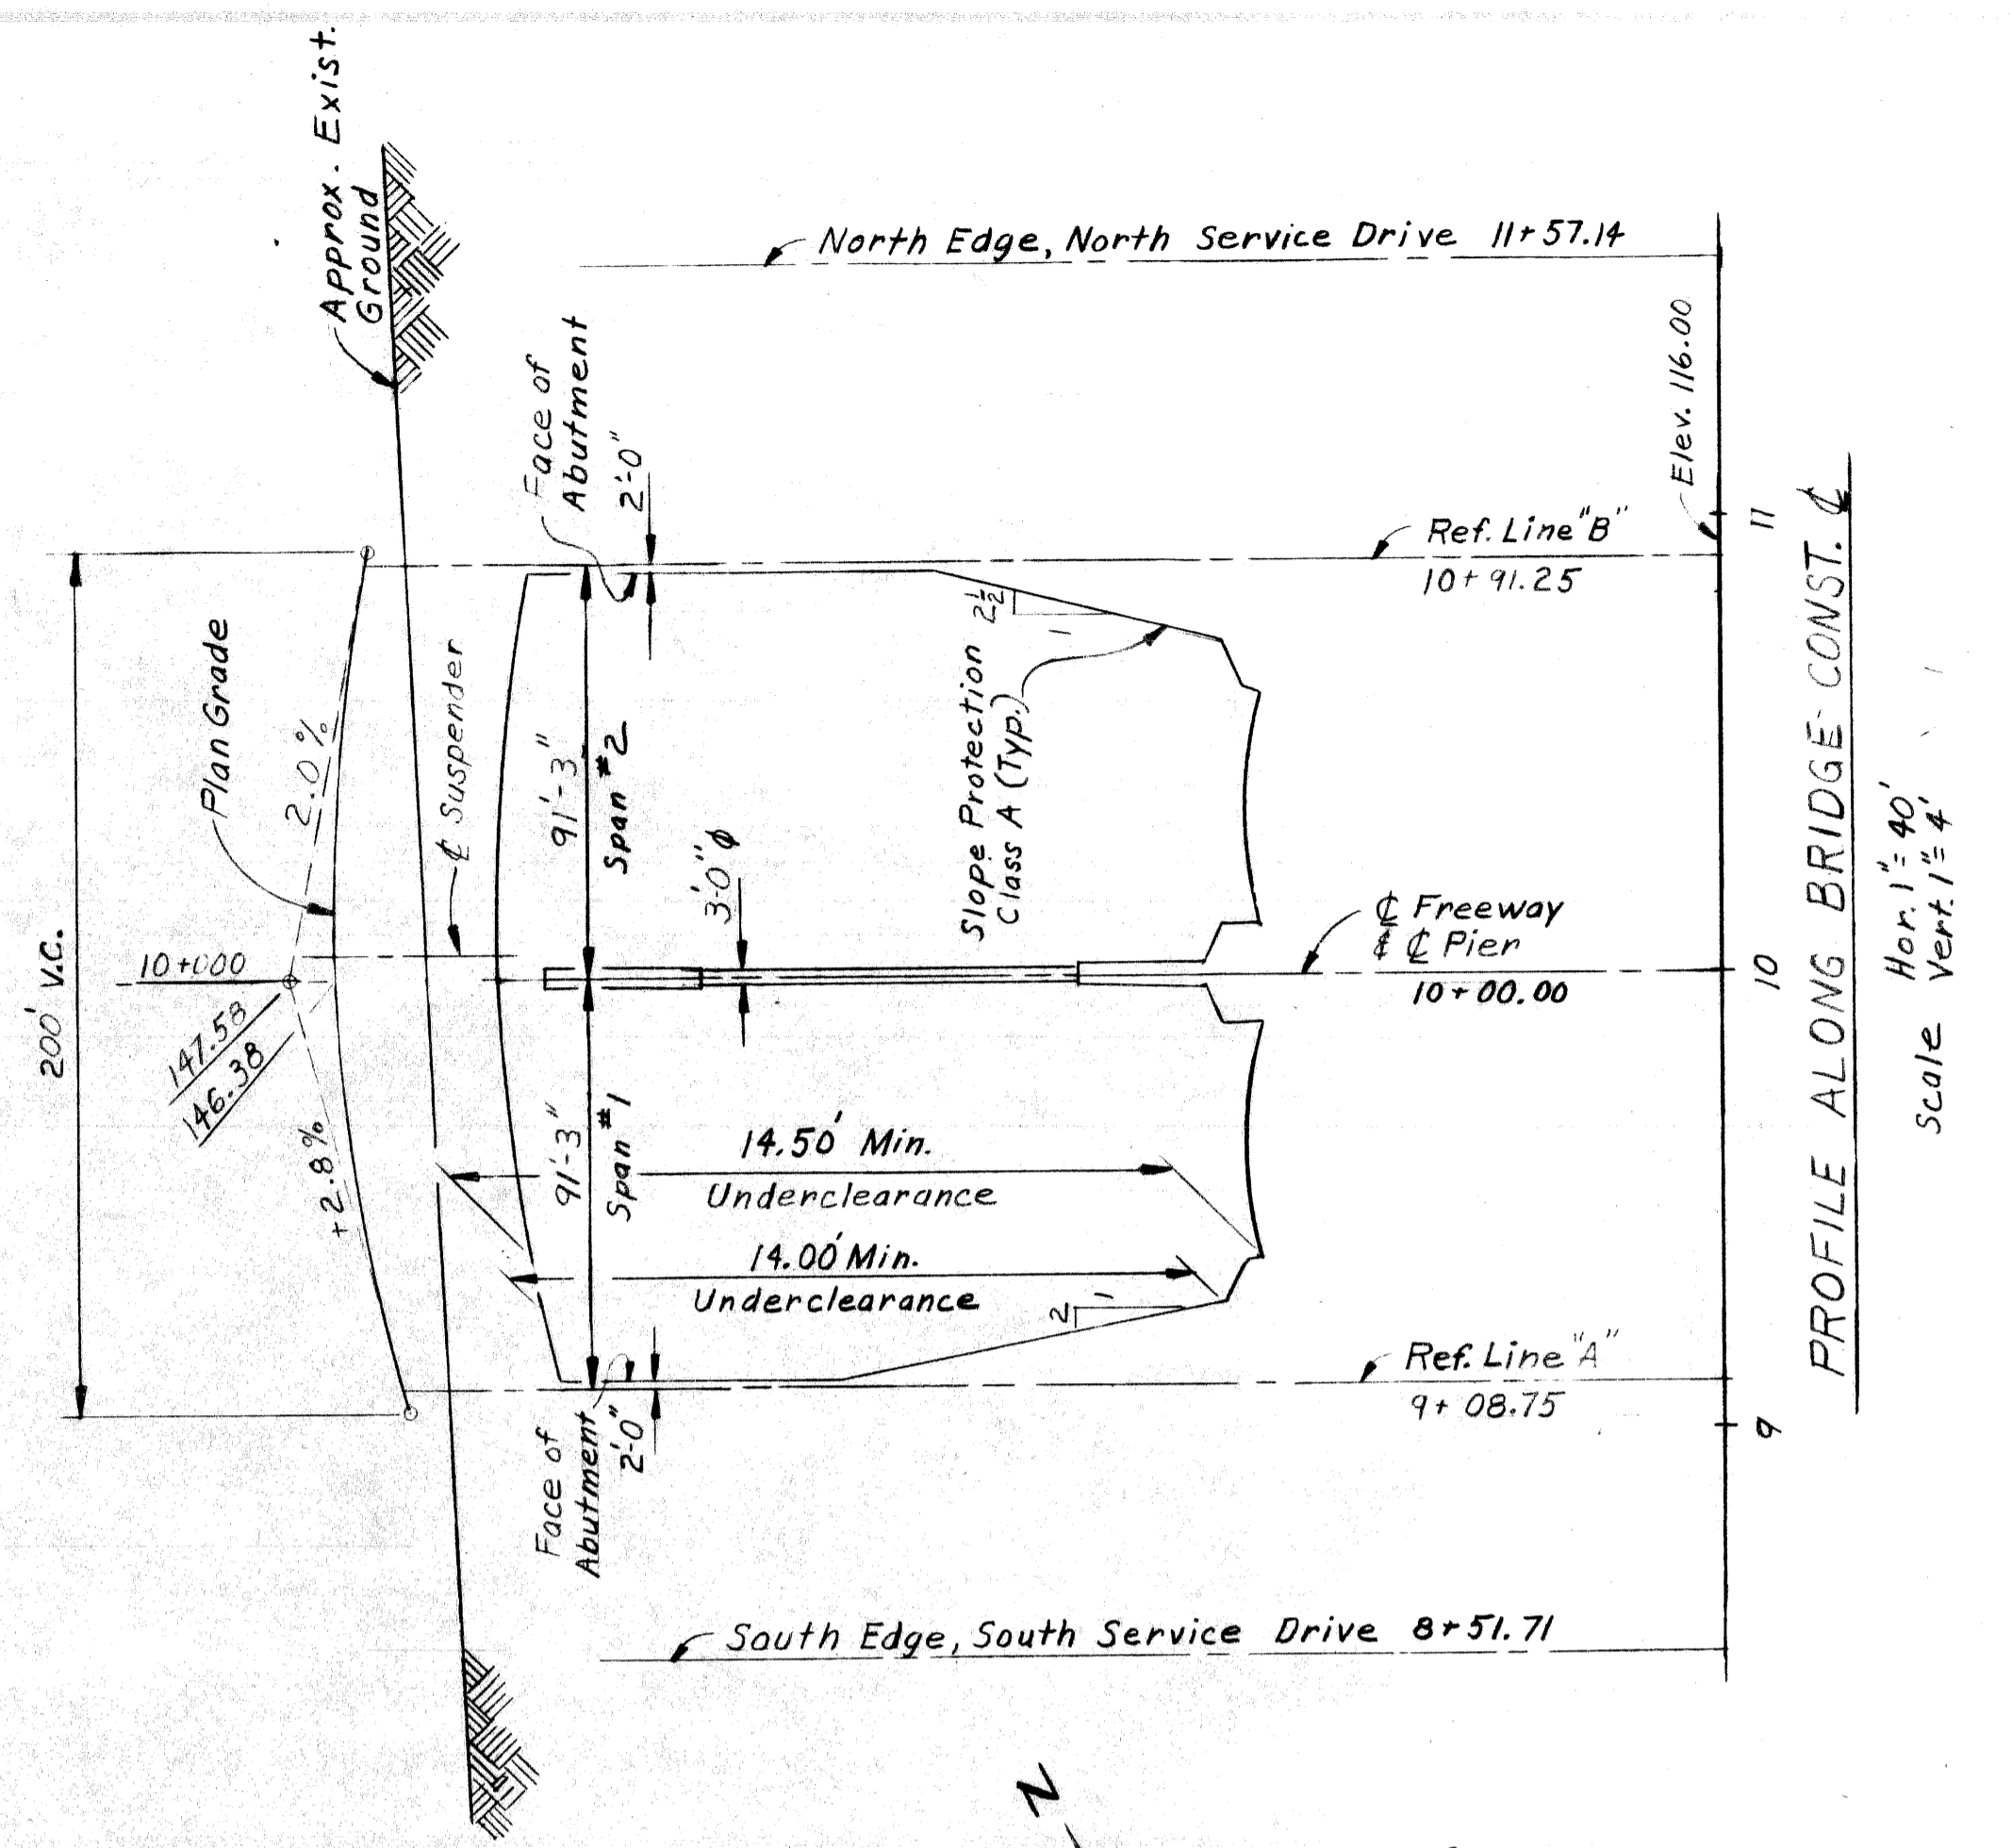 Approx. Exist.
Ground
North Edge, North Service Drive 11+57.14
Elev. 116.00
Face of
Abutment
2'-0"
Ref. Line "B"
10+91.25
11
Plan Grade
2.0%
℄ Suspender
91'-3"
Span #2
3'-0"ϕ
2½
1
Slope Protection
Class A (Typ.)
200' V.C.
10+000
147.58
146.38
+2.8%
℄ Freeway
& ℄ Pier
10+00.00
10
91'-3"
Span #1
14.50' Min.
Underclearance
14.00' Min.
Underclearance
2
1
Face of
Abutment
2'-0"
Ref. Line "A"
9+08.75
9
South Edge, South Service Drive 8+51.71
N
PROFILE ALONG BRIDGE CONST. ℄
Scale Hor. 1"=40'
Vert. 1"=4'